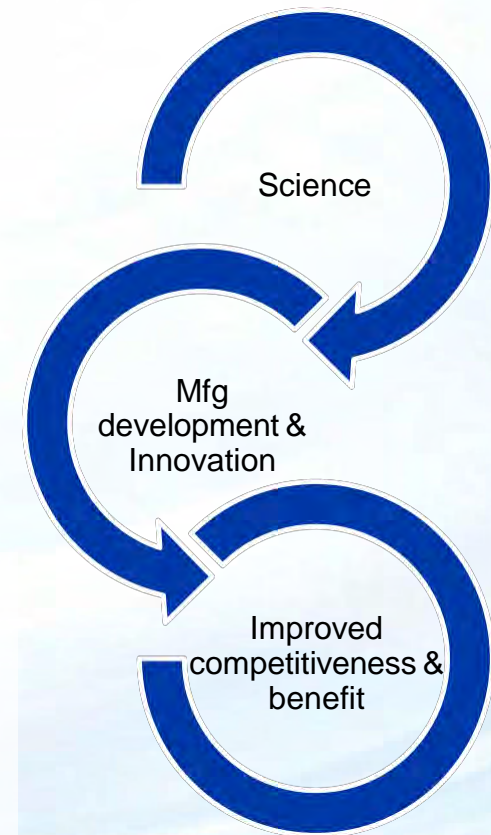 Science
Mfg
development &
Innovation
Improved
competitiveness &
benefit